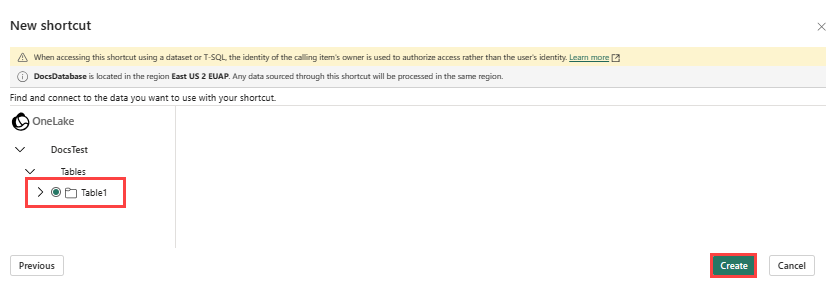 New shortcut
When accessing this shortcut using a dataset or T-SQL, the identity of the calling item's owner is used to authorize access rather than the user's identity. Learn more
DocsDatabase is located in the region East US 2 EUAP. Any data sourced through this shortcut will be processed in the same region.
Find and connect to the data you want to use with your shortcut.
OneLake
DocsTest
Tables
Table1
Previous
Create
Cancel